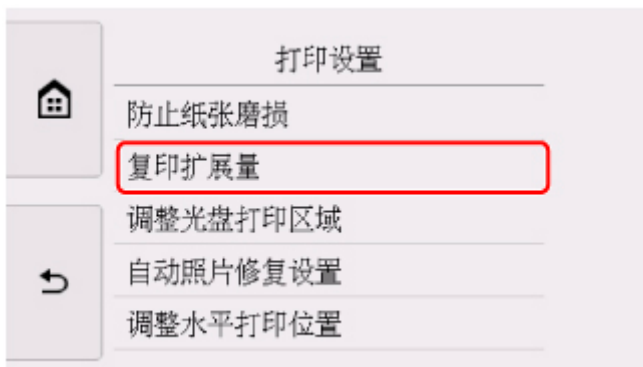 打印设置
防止纸张磨损
复印扩展量
调整光盘打印区域
自动照片修复设置
调整水平打印位置